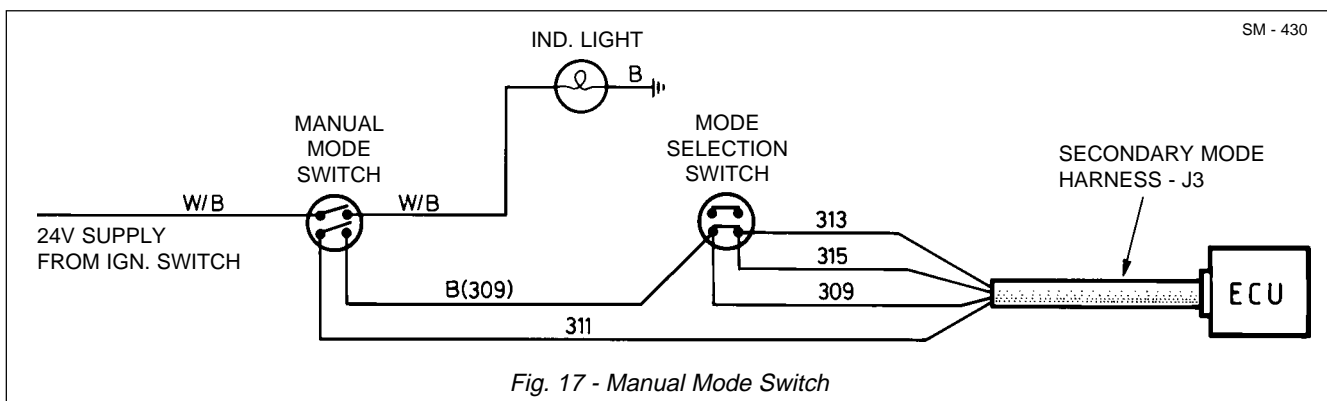 SM - 430
IND. LIGHT
B
MANUAL
MODE
SWITCH
MODE
SELECTION
SWITCH
SECONDARY MODE
HARNESS - J3
W/B
W/B
24V SUPPLY
FROM IGN. SWITCH
313
315
309
B(309)
311
ECU
Fig. 17 - Manual Mode Switch